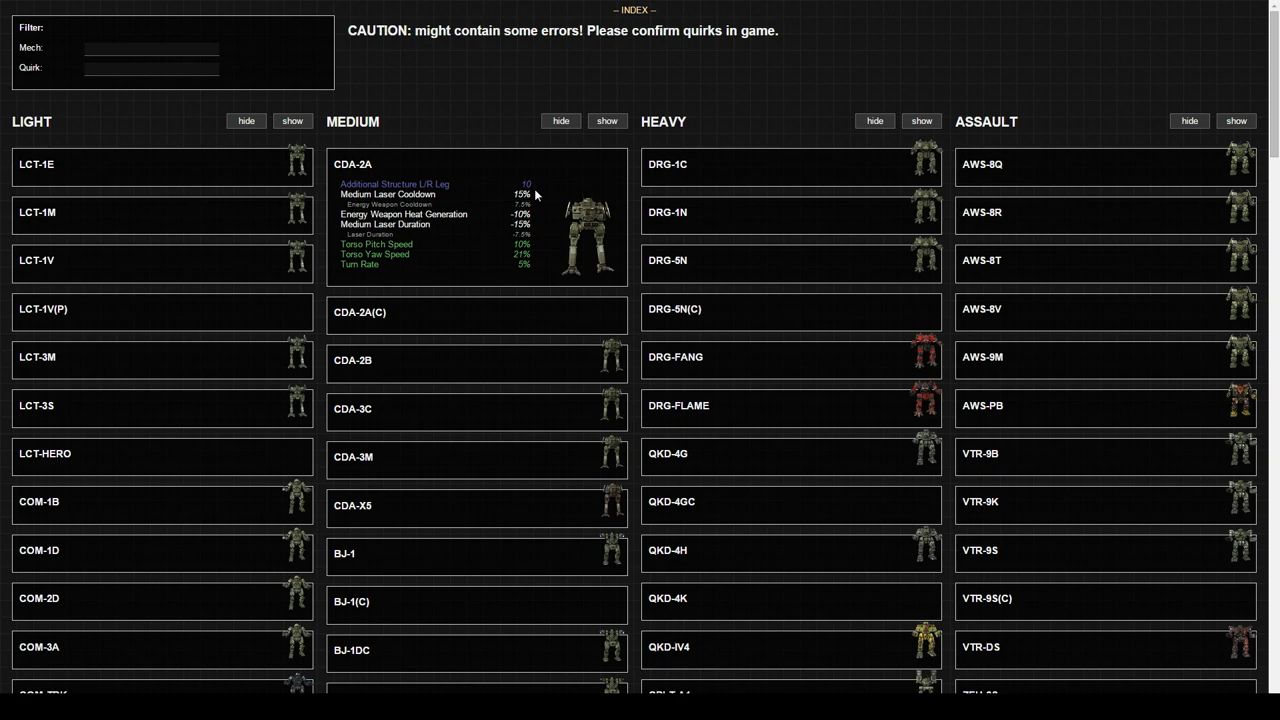 -- INDEX --
Filter:
Mech:
Quirk:
CAUTION: might contain some errors! Please confirm quirks in game.
LIGHT
hide
show
LCT-1E
LCT-1M
LCT-1V
LCT-1V(P)
LCT-3M
LCT-3S
LCT-HERO
COM-1B
COM-1D
COM-2D
COM-3A
MEDIUM
hide
show
CDA-2A
Additional Structure L/R Leg 10
Medium Laser Cooldown 15%
Energy Weapon Cooldown 7.5%
Energy Weapon Heat Generation -10%
Medium Laser Duration -15%
Laser Duration -7.5%
Torso Pitch Speed 10%
Torso Yaw Speed 21%
Turn Rate 5%
CDA-2A(C)
CDA-2B
CDA-3C
CDA-3M
CDA-X5
BJ-1
BJ-1(C)
BJ-1DC
HEAVY
hide
show
DRG-1C
DRG-1N
DRG-5N
DRG-5N(C)
DRG-FANG
DRG-FLAME
QKD-4G
QKD-4GC
QKD-4H
QKD-4K
QKD-IV4
ASSAULT
hide
show
AWS-8Q
AWS-8R
AWS-8T
AWS-8V
AWS-9M
AWS-PB
VTR-9B
VTR-9K
VTR-9S
VTR-9S(C)
VTR-DS